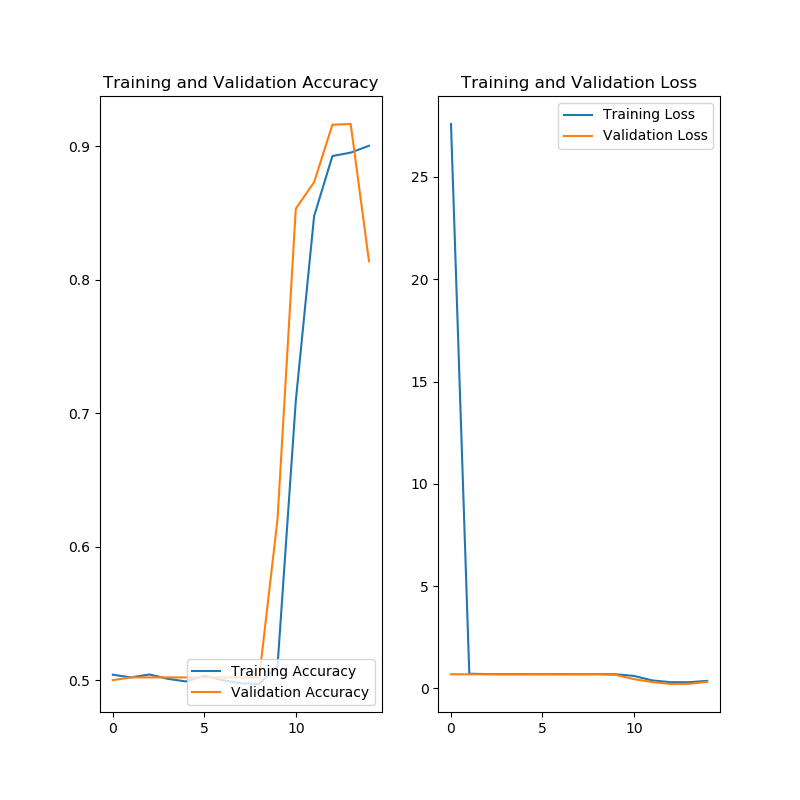 Training and Validation Accuracy
0.9
0.8
0.7
0.6
0.5
0
5
10
Training Accuracy
Validation Accuracy
Training and Validation Loss
25
20
15
10
5
0
0
5
10
Training Loss
Validation Loss